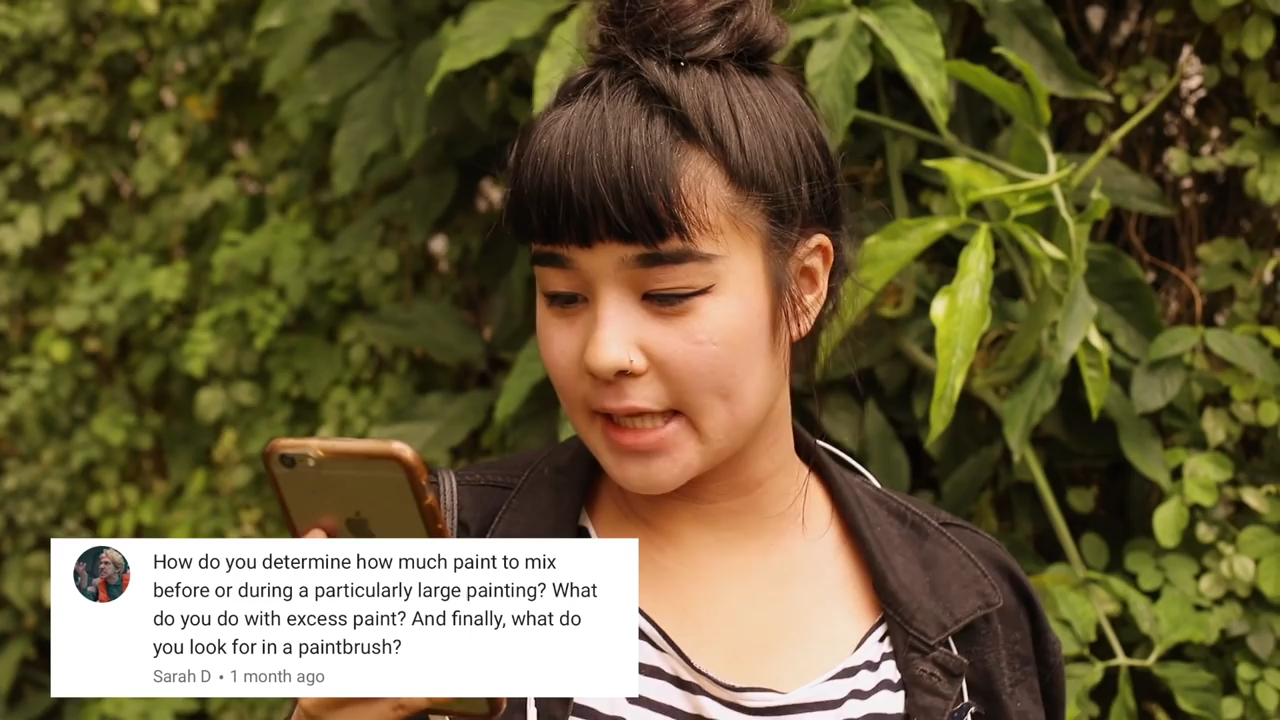 How do you determine how much paint to mix
before or during a particularly large painting? What
do you do with excess paint? And finally, what do
you look for in a paintbrush?
Sarah D • 1 month ago